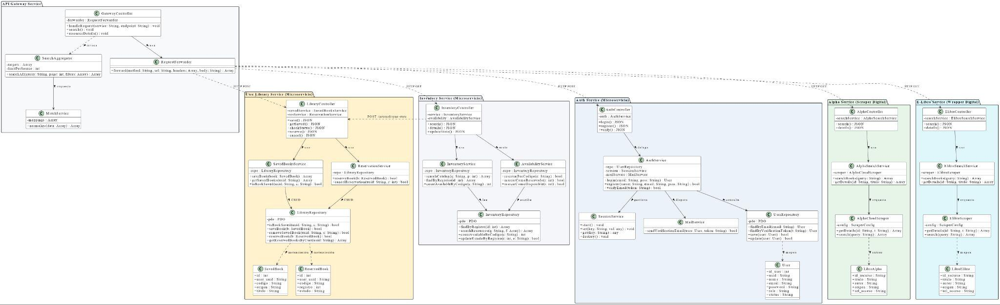 API Gateway Service
C GatewayController
-forwarder : RequestForwarder
+handleRequest(service: String, endpoint: String) : void
+search() : void
+resourceDetails() : void
invoca
usa
C SearchAggregator
-targets : Array
-limitPerSource : int
+searchAll(query: String, page: int, filters: Array) : Array
C RequestForwarder
+forward(method: String, url: String, headers: Array, body: String) : Array
orquesta
C MatchService
-mappings : Array
+normalize(data: Array) : Array
HTTP POST
HTTP GET
HTTP POST
HTTP GET
HTTP GET
User Library Service (Microservicio)
C LibraryController
-savedService : SavedBooksService
-resService : ReservationService
+save() : JSON
+getSaved() : JSON
+checkStatus() : JSON
+reserve() : JSON
+cancel() : JSON
POST /internal/sync-state
usa
usa
C SavedBooksService
-repo : LibraryRepository
+saveBook(book: SavedBook) : Array
+getSavedBooks(uuid: String) : Array
+isBookSaved(uuid: String, c: String) : bool
C ReservationService
-repo : LibraryRepository
+reserveBook(b: ReservedBook) : bool
+cancelReservation(uuid: String, r: int) : bool
CRUD
CRUD
C LibraryRepository
-pdo : PDO
+isBookSaved(uuid: String, c: String) : bool
+saveBook(b: SavedBook) : bool
+removeSavedBook(uuid: String, c: String) : bool
+reserveBook(b: ReservedBook) : bool
+getReservedBooksByUser(uuid: String) : Array
instanciación
instanciación
C SavedBook
+id : int
+user_uuid : String
+codigo : String
+origen : String
+titulo : String
C ReservedBook
+id : int
+user_uuid : String
+codigo : String
+registro : int
+estado : String
Inventory Service (Microservicio)
C InventoryController
-service : InventoryService
-availability : AvailabilityService
+search() : JSON
+details() : JSON
+updateState() : JSON
usa
muta
C InventoryService
-repo : InventoryRepository
+searchCatalog(q: String, p: int) : Array
+findByRegistro(id: int) : Array
+countAvailableByCodigo(c: String) : int
C AvailabilityService
-repo : InventoryRepository
+reservarPorCodigo(c: String) : bool
+marcarComoReservado(r: int) : bool
+marcarComoDisponible(r: int) : bool
lee
escribe
C InventoryRepository
-pdo : PDO
+findByRegistro(id: int) : Array
+searchResources(q: String, f: Array) : Array
+countAvailableByCodigo(c: String) : int
+updateEstadoByRegistro(r: int, e: String) : bool
Auth Service (Microservicio)
C AuthController
-auth : AuthService
+login() : JSON
+register() : JSON
+verify() : JSON
delega
C AuthService
-repo : UserRepository
-session : SessionService
-mailService : MailService
+login(email: String, pass: String) : User
+register(name: String, email: String, pass: String) : bool
+verifyEmail(token: String) : bool
gestiona
dispara
consulta
C SessionService
+start() : void
+set(key: String, val: any) : void
+get(key: String) : any
+destroy() : void
C MailService
+sendVerificationEmail(user: User, token: String) : bool
C UserRepository
-pdo : PDO
+findByEmail(email: String) : User
+findByVerificationToken(t: String) : User
+save(user: User) : bool
+update(user: User) : bool
mapea
C User
+id_user : int
+uuid : String
+name : String
+email : String
+password : String
+role : String
+status : String
Alpha Service (Scraper Digital)
C AlphaController
-searchService : AlphaSearchService
+search() : JSON
+details() : JSON
usa
C AlphaSearchService
-scraper : AlphaCloudScraper
+searchBooks(query: String) : Array
+getDetails(id: String, titulo: String) : Array
orquesta
C AlphaCloudScraper
-config : ScraperConfig
+getDetails(id: String, t: String) : Array
+search(query: String) : Array
extrae
C LibroAlpha
+id_recurso : String
+titulo : String
+autor : String
+origen : String
+url_acceso : String
E-Libro Service (Wrapper Digital)
C ElibroController
-searchService : ElibroSearchService
+search() : JSON
+details() : JSON
usa
C ElibroSearchService
-scraper : ElibroScraper
+searchBooks(query: String) : Array
+getDetails(id: String, titulo: String) : Array
orquesta
C ElibroScraper
-config : ScraperConfig
+getDetails(id: String, t: String) : Array
+search(query: String) : Array
mapea
C LibroElibro
+id_recurso : String
+titulo : String
+autor : String
+origen : String
+url_acceso : String